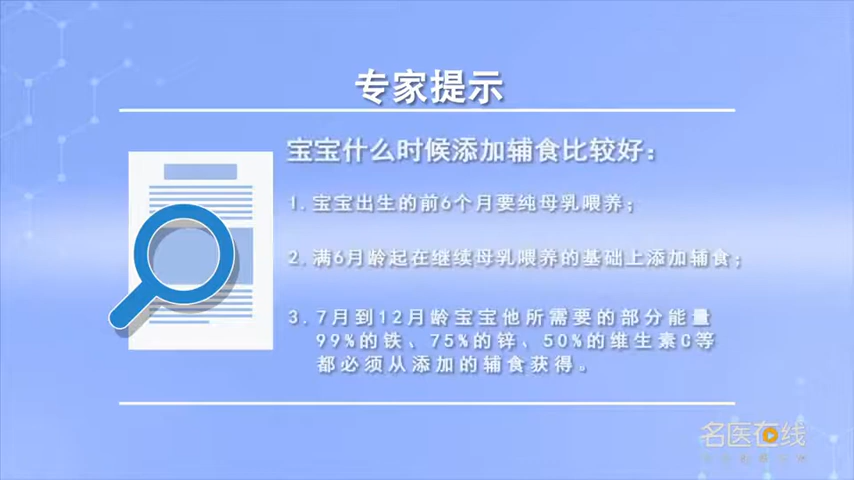 专家提示
宝宝什么时候添加辅食比较好：
1.宝宝出生的前6个月要纯母乳喂养；
2.满6月龄起在继续母乳喂养的基础上添加辅食；
3.7月到12月龄宝宝他所需要的部分能量
99%的铁、75%的锌、50%的维生素C等
都必须从添加的辅食获得。
名医在线